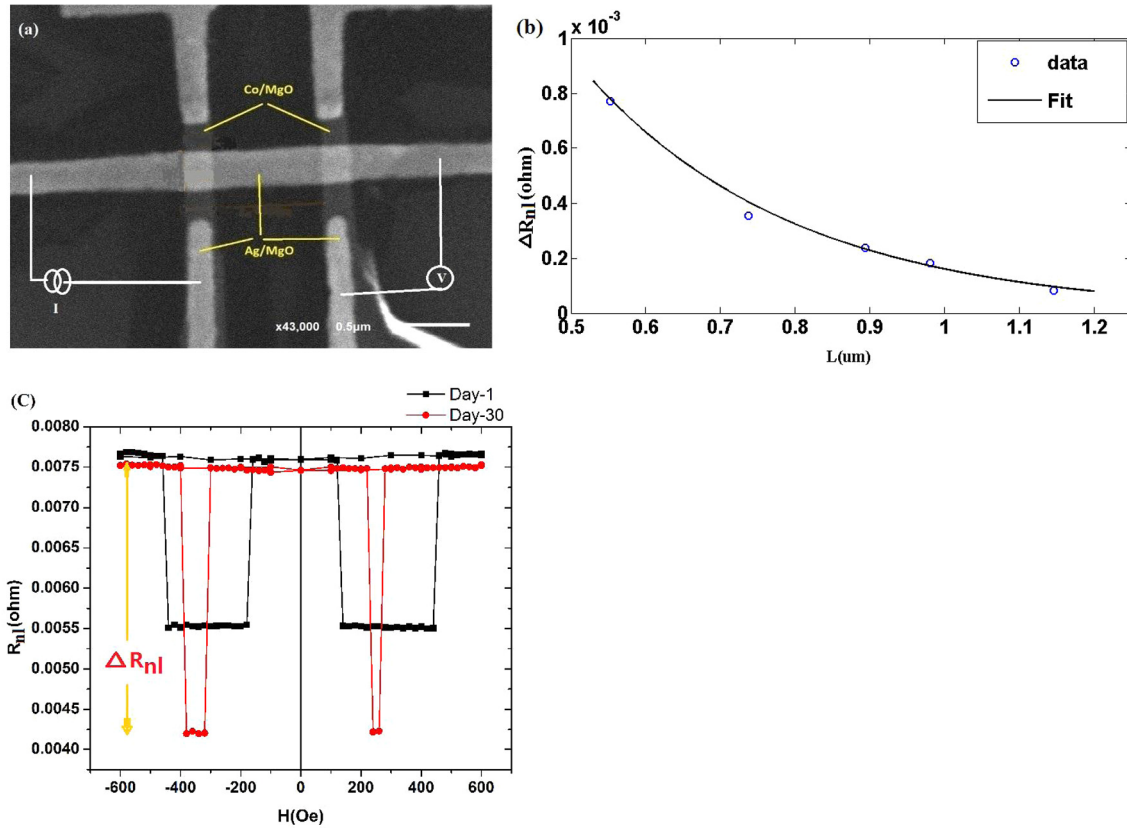 (a)
Co/MgO
Ag/MgO
I
V
x43,000 0.5μm
(b)
1 x 10⁻³
0.8
0.6
0.4
0.2
0
ΔRnl(ohm)
0.5 0.6 0.7 0.8 0.9 1 1.1 1.2
L(um)
data
Fit
(C)
Day-1
Day-30
0.0080
0.0075
0.0070
0.0065
0.0060
0.0055
0.0050
0.0045
0.0040
Rnl(ohm)
Δ Rnl
-600 -400 -200 0 200 400 600
H(Oe)